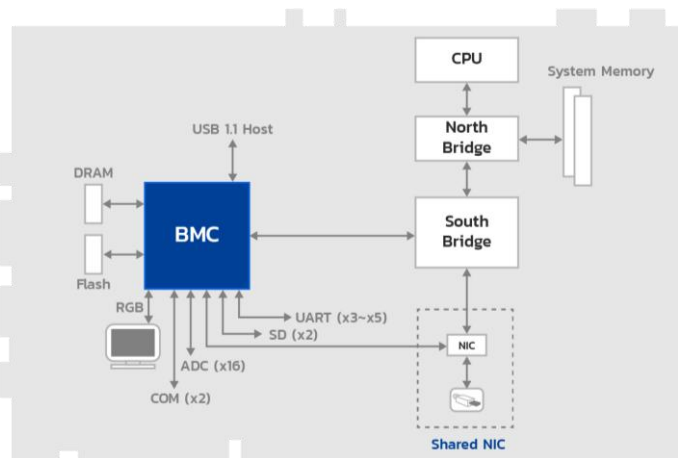 CPU
System Memory
North
Bridge
USB 1.1 Host
DRAM
BMC
South
Bridge
Flash
RGB
UART (x3~x5)
SD (x2)
NIC
ADC (x16)
COM (x2)
Shared NIC